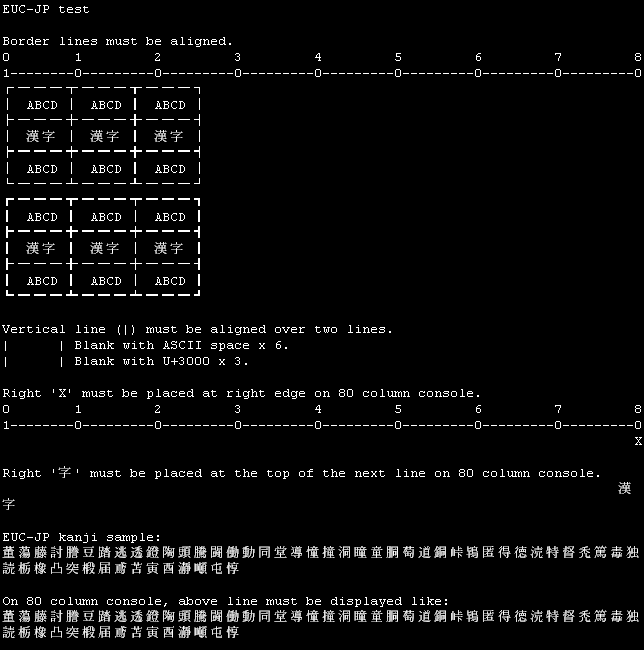 EUC-JP test
Border lines must be aligned.
0 1 2 3 4 5 6 7 8
1--------0---------0---------0---------0---------0---------0---------0---------0
ABCD ABCD ABCD
漢字 漢字 漢字
ABCD ABCD ABCD
ABCD ABCD ABCD
漢字 漢字 漢字
ABCD ABCD ABCD
Vertical line (|) must be aligned over two lines.
|      | Blank with ASCII space x 6.
|      | Blank with U+3000 x 3.
Right 'X' must be placed at right edge on 80 column console.
0 1 2 3 4 5 6 7 8
1--------0---------0---------0---------0---------0---------0---------0---------0
X
Right '字' must be placed at the top of the next line on 80 column console.
漢
字
EUC-JP kanji sample:
董蕩藤討謄豆踏逃透鐙陶頭騰闘働動同堂導憧撞洞瞳童胴萄道銅峠鴇匿得徳涜特督禿篤毒独
読栃橡凸突椴届鳶苫寅酉瀞噸屯惇
On 80 column console, above line must be displayed like:
董蕩藤討謄豆踏逃透鐙陶頭騰闘働動同堂導憧撞洞瞳童胴萄道銅峠鴇匿得徳涜特督禿篤毒独
読栃橡凸突椴届鳶苫寅酉瀞噸屯惇